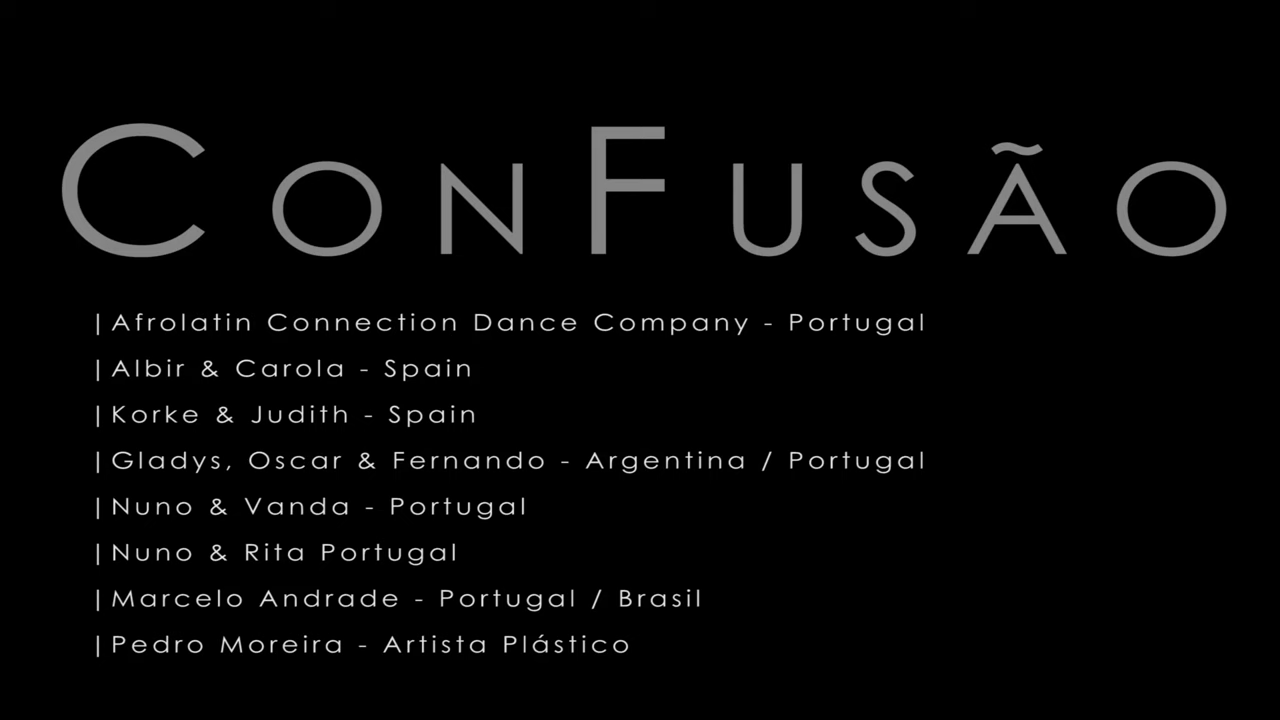 ConFusão
|Afrolatin Connection Dance Company - Portugal
|Albir & Carola - Spain
|Korke & Judith - Spain
|Gladys, Oscar & Fernando - Argentina / Portugal
|Nuno & Vanda - Portugal
|Nuno & Rita Portugal
|Marcelo Andrade - Portugal / Brasil
|Pedro Moreira - Artista Plástico